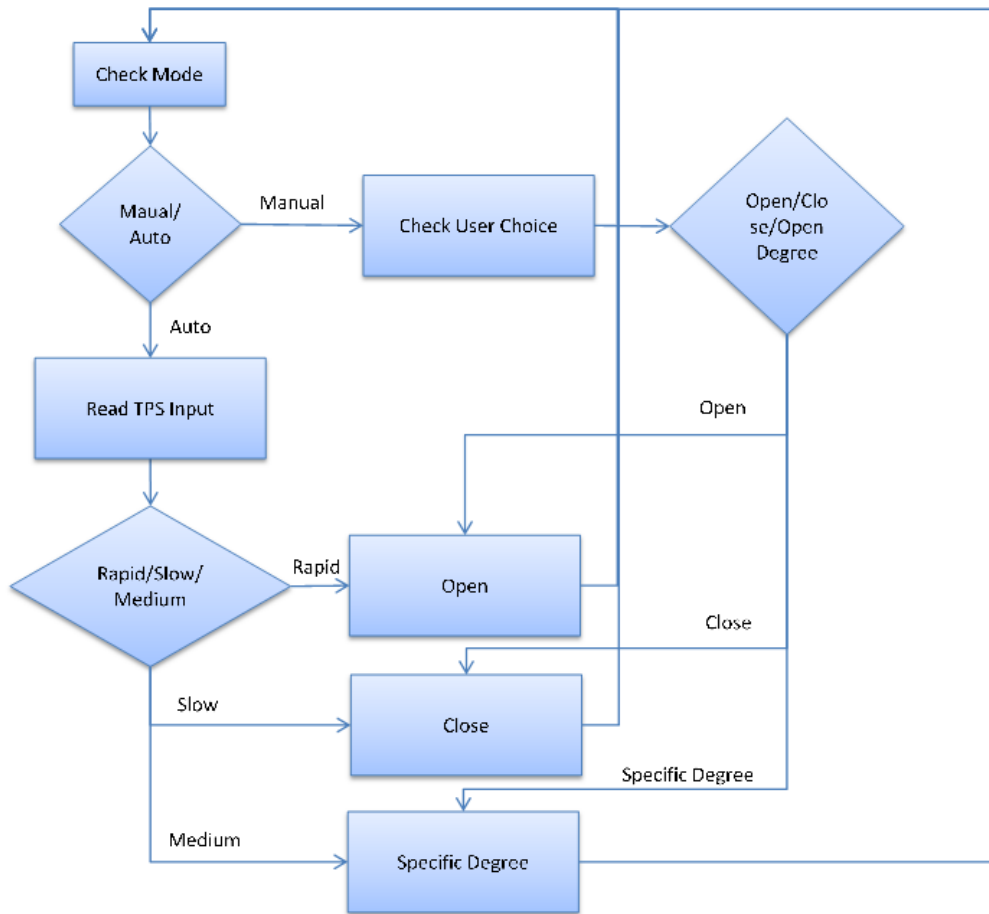 Check Mode
Maual/
Auto
Manual
Check User Choice
Open/Clo
se/Open
Degree
Auto
Read TPS Input
Open
Rapid/Slow/
Medium
Rapid
Open
Close
Slow
Close
Specific Degree
Medium
Specific Degree